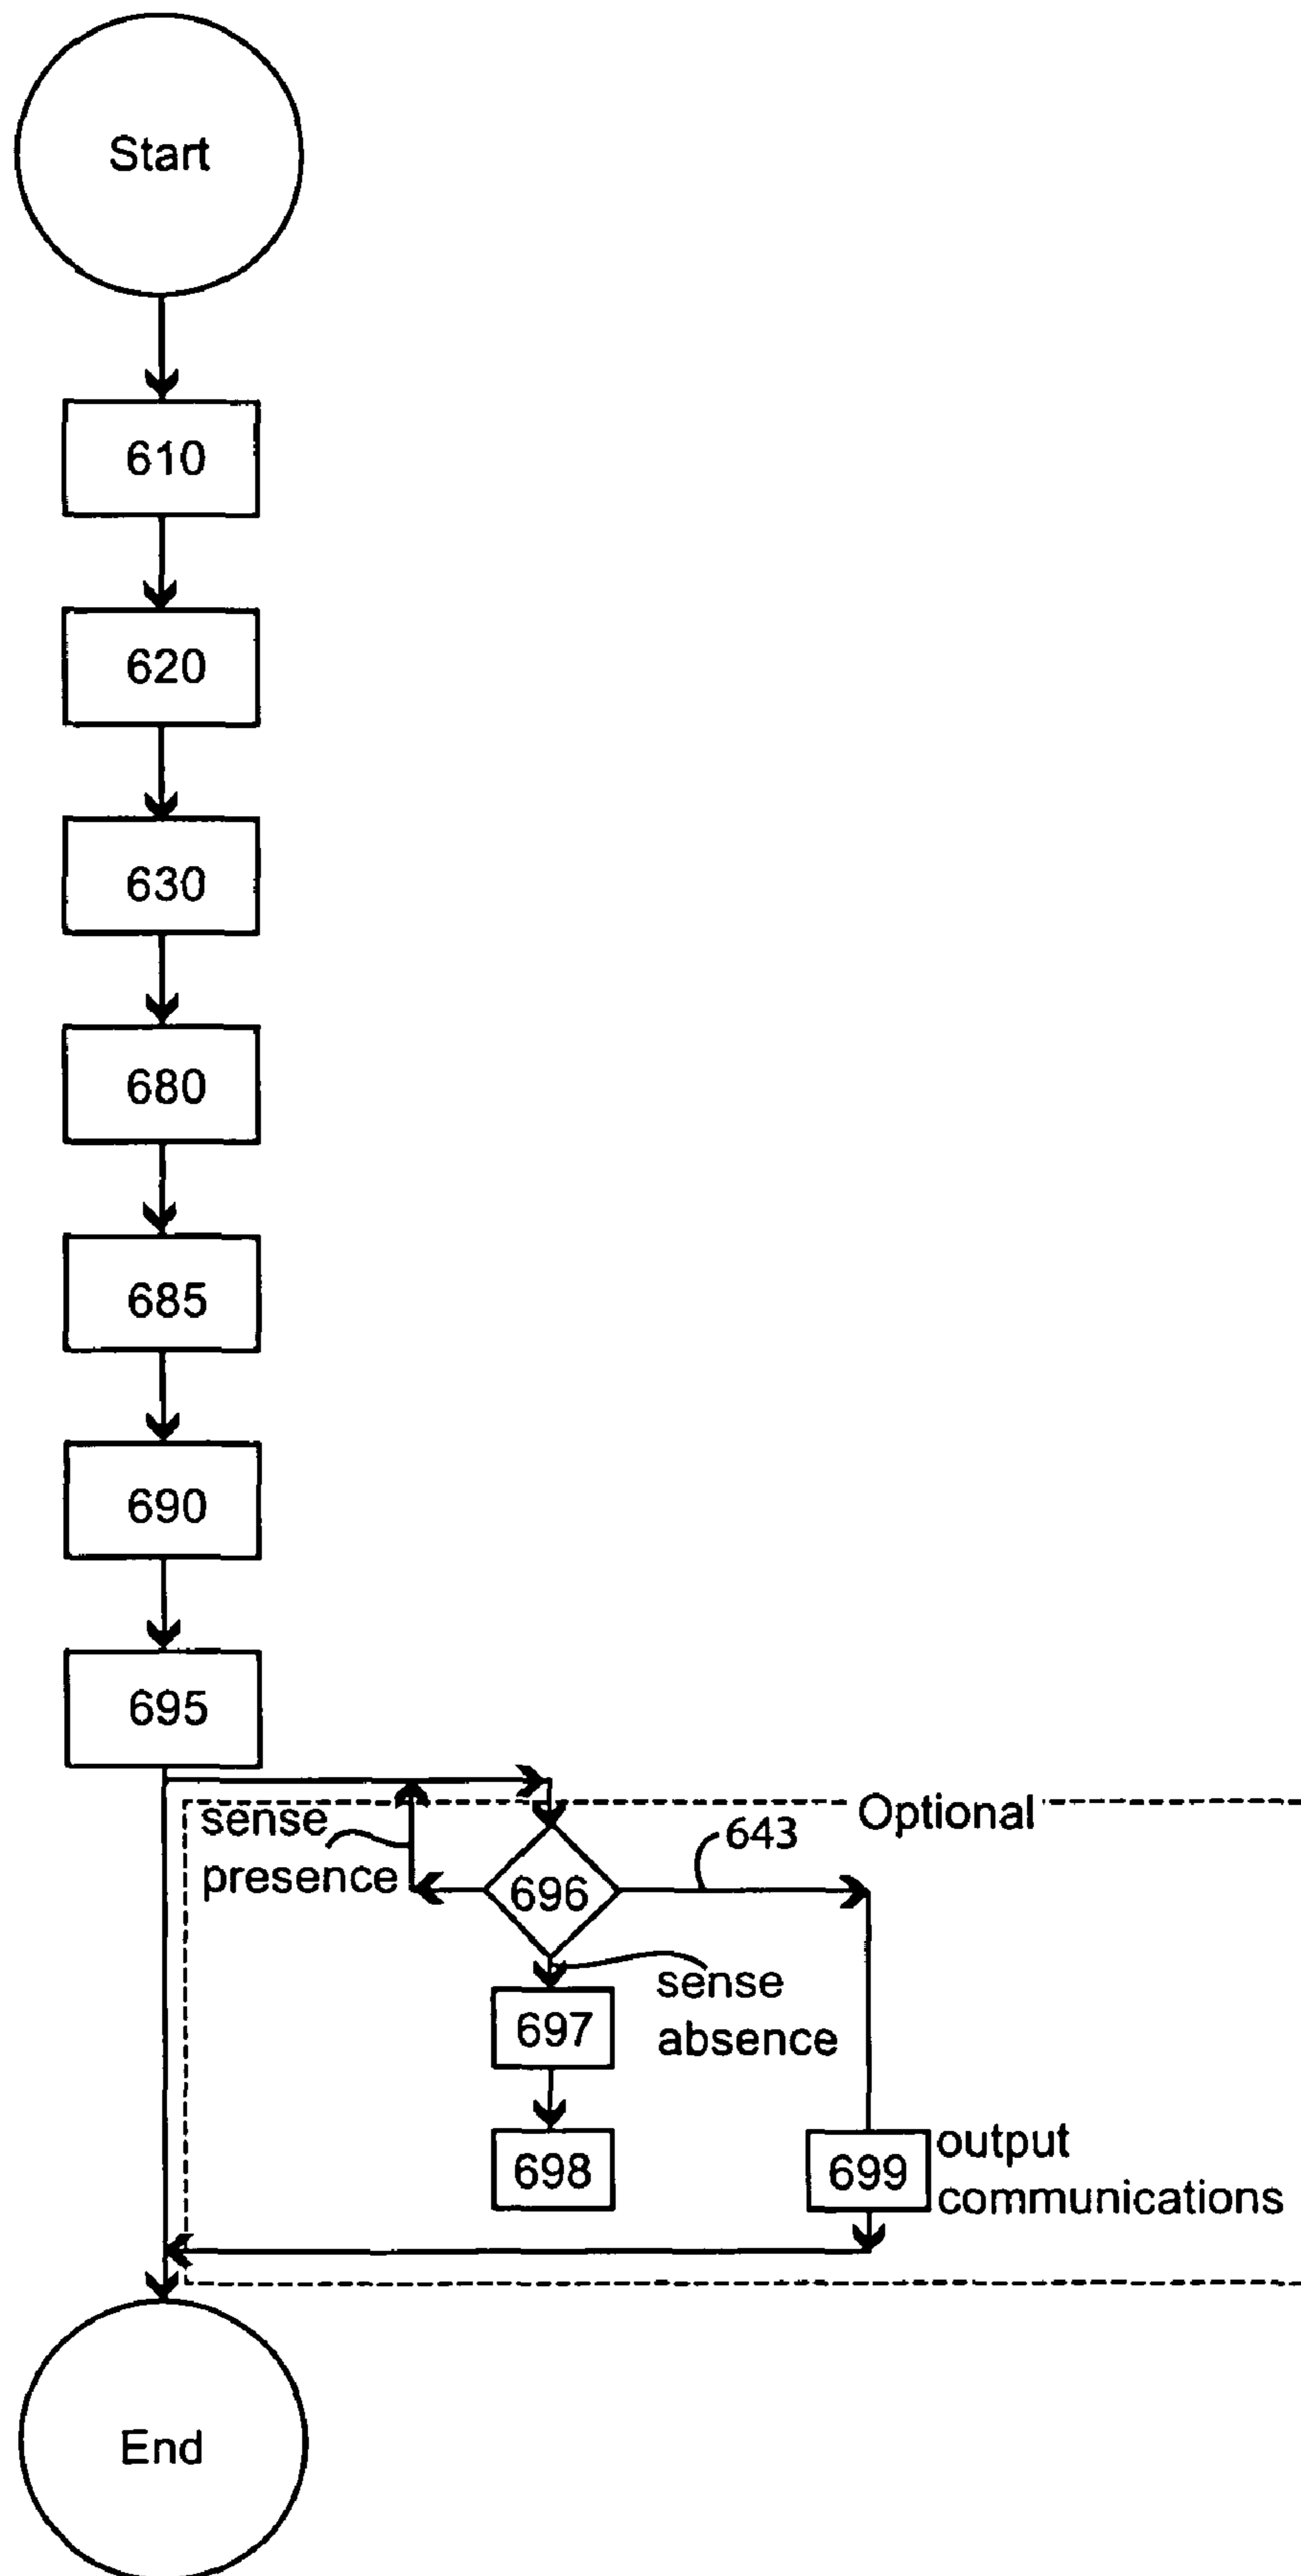 Start
610
620
630
680
685
690
695
Optional
sense
presence
643
696
sense
absence
697
698
699
output
communications
End